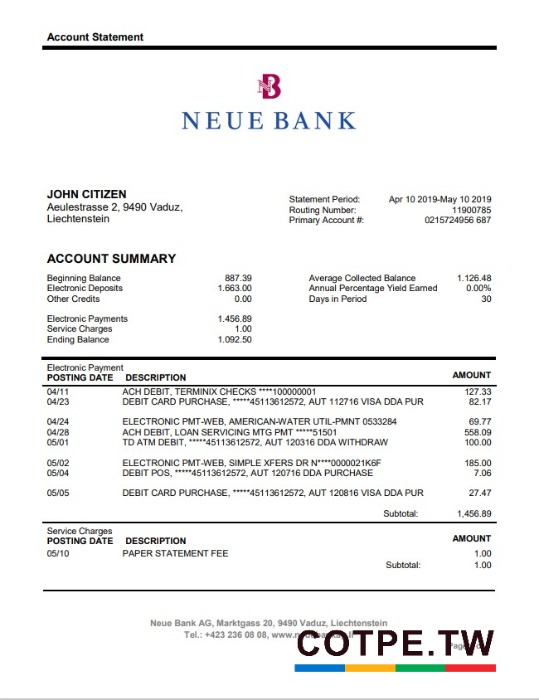 Account Statement
NB
NEUE BANK
JOHN CITIZEN
Aeulestrasse 2, 9490 Vaduz,
Liechtenstein
Statement Period: Apr 10 2019-May 10 2019
Routing Number: 11900785
Primary Account #: 0215724956 687
ACCOUNT SUMMARY
Beginning Balance 887.39
Electronic Deposits 1.663.00
Other Credits 0.00
Electronic Payments 1.456.89
Service Charges 1.00
Ending Balance 1.092.50
Average Collected Balance 1.126.48
Annual Percentage Yield Earned 0.00%
Days in Period 30
Electronic Payment
POSTING DATE DESCRIPTION AMOUNT
04/11 ACH DEBIT, TERMINIX CHECKS ****100000001 127.33
04/23 DEBIT CARD PURCHASE, *****45113612572, AUT 112716 VISA DDA PUR 82.17
04/24 ELECTRONIC PMT-WEB, AMERICAN-WATER UTIL-PMNT 0533284 69.77
04/28 ACH DEBIT, LOAN SERVICING MTG PMT *****51501 558.09
05/01 TD ATM DEBIT, *****45113612572, AUT 120316 DDA WITHDRAW 100.00
05/02 ELECTRONIC PMT-WEB, SIMPLE XFERS DR N****0000021K6F 185.00
05/04 DEBIT POS, *****45113612572, AUT 120716 DDA PURCHASE 7.06
05/05 DEBIT CARD PURCHASE, *****45113612572, AUT 120816 VISA DDA PUR 27.47
Subtotal: 1,456.89
Service Charges
POSTING DATE DESCRIPTION AMOUNT
05/10 PAPER STATEMENT FEE 1.00
Subtotal: 1.00
Neue Bank AG, Marktgass 20, 9490 Vaduz, Liechtenstein
Tel.: +423 236 08 08,
COTPE.TW